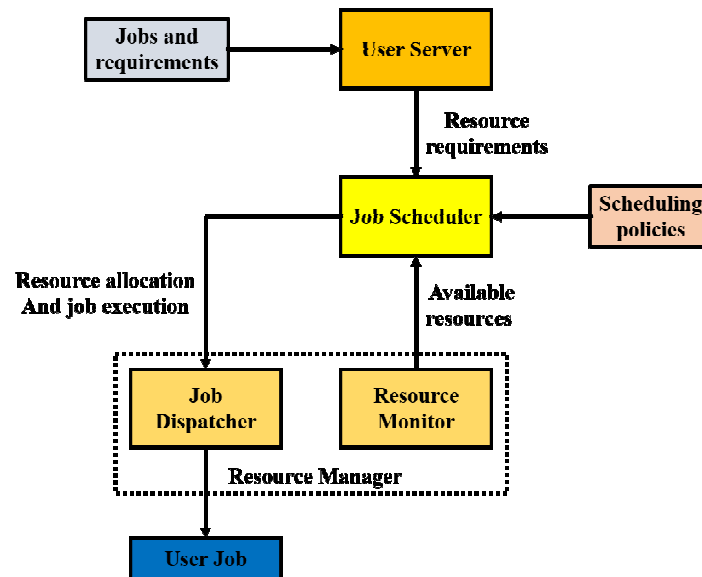 Jobs and
requirements
User Server
Resource
requirements
Job Scheduler
Scheduling
policies
Resource allocation
And job execution
Available
resources
Job
Dispatcher
Resource
Monitor
Resource Manager
User Job